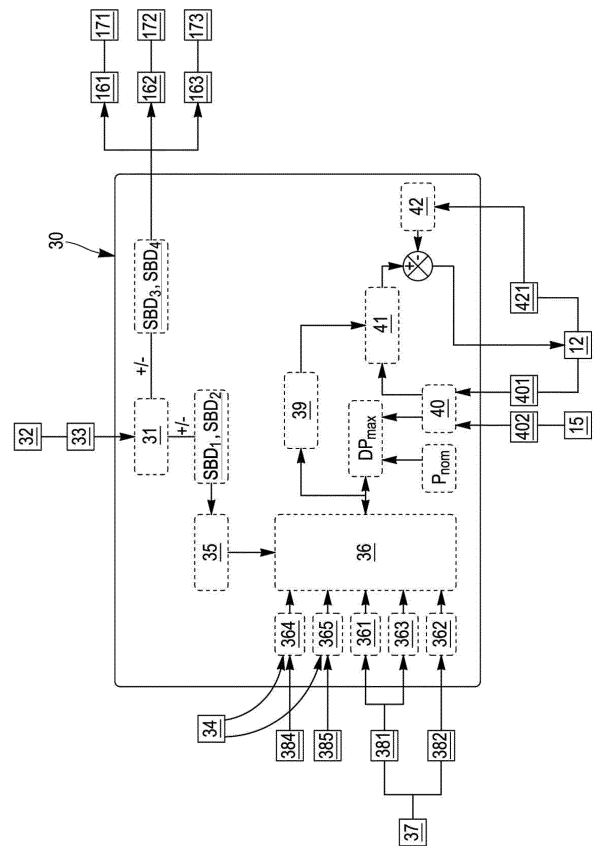 32
30
33
161 171
31 +/- SBD3, SBD4 162 172
+/-
163 173
34 35 SBD1, SBD2
384 364
39
385 365
381 361 36 DPmax 41
363
37 + -
42
382 362 Pnom 40
402 401 421
15 12